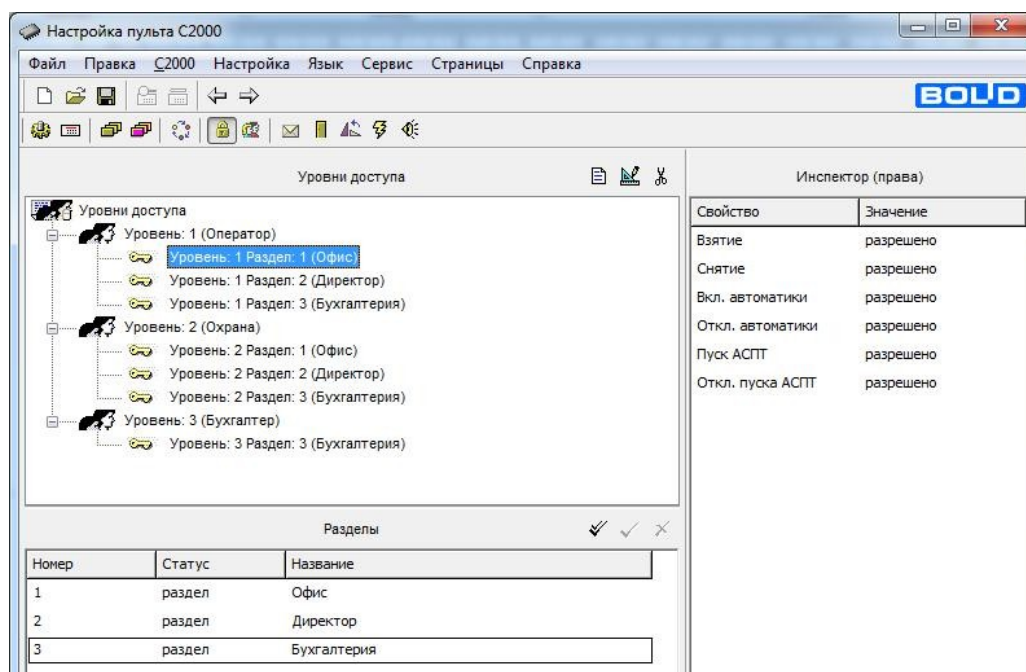 Настройка пульта С2000
Файл Правка С2000 Настройка Язык Сервис Страницы Справка
BOLID
Уровни доступа
Уровни доступа
Уровень: 1 (Оператор)
Уровень: 1 Раздел: 1 (Офис)
Уровень: 1 Раздел: 2 (Директор)
Уровень: 1 Раздел: 3 (Бухгалтерия)
Уровень: 2 (Охрана)
Уровень: 2 Раздел: 1 (Офис)
Уровень: 2 Раздел: 2 (Директор)
Уровень: 2 Раздел: 3 (Бухгалтерия)
Уровень: 3 (Бухгалтер)
Уровень: 3 Раздел: 3 (Бухгалтерия)
Разделы
Номер Статус Название
1 раздел Офис
2 раздел Директор
3 раздел Бухгалтерия
Инспектор (права)
Свойство Значение
Взятие разрешено
Снятие разрешено
Вкл. автоматики разрешено
Откл. автоматики разрешено
Пуск АСПТ разрешено
Откл. пуска АСПТ разрешено